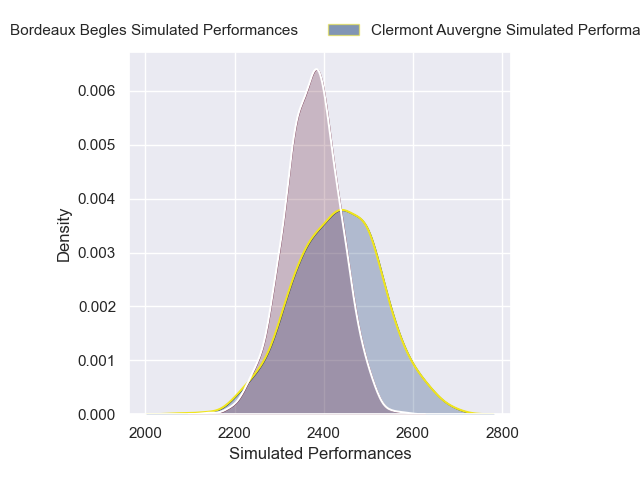 Bordeaux Begles Simulated Performances
Clermont Auvergne Simulated Performa
0.006
0.005
0.004
0.003
0.002
0.001
0.000
Density
2000 2200 2400 2600 2800
Simulated Performances